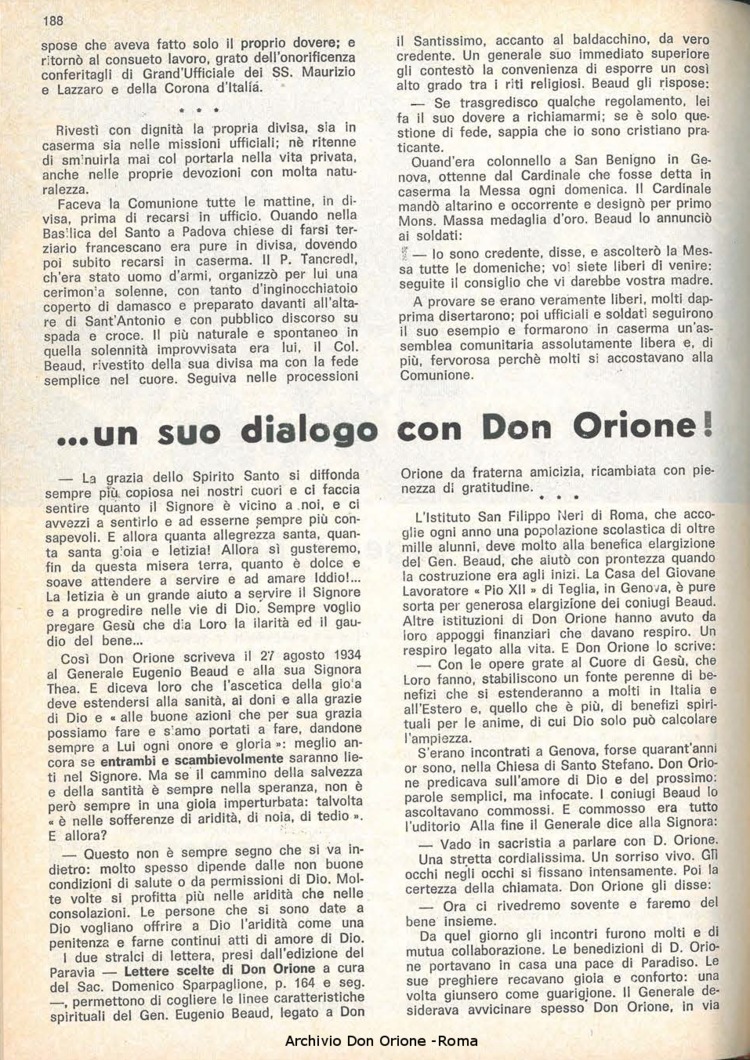 188
spose che aveva fatto solo il proprio dovere; e
ritornò al consueto lavoro, grato dell'onorificenza
conferitagli di Grand'Ufficiale dei SS. Maurizio
e Lazzaro e della Corona d'Italia.
* * *
Rivestì con dignità la propria divisa, sia in
caserma sia nelle missioni ufficiali; nè ritenne
di sminuirla mai col portarla nella vita privata,
anche nelle proprie devozioni con molta natu-
ralezza.
Faceva la Comunione tutte le mattine, in di-
visa, prima di recarsi in ufficio. Quando nella
Basilica del Santo a Padova chiese di farsi ter-
ziario francescano era pure in divisa, dovendo
poi subito recarsi in caserma. Il P. Tancredi,
ch'era stato uomo d'armi, organizzò per lui una
cerimonia solenne, con tanto d'inginocchiatoio
coperto di damasco e preparato davanti all'alta-
re di Sant'Antonio e con pubblico discorso su
spada e croce. Il più naturale e spontaneo in
quella solennità improvvisata era lui, il Col.
Beaud, rivestito della sua divisa ma con la fede
semplice nel cuore. Seguiva nelle processioni
il Santissimo, accanto al baldacchino, da vero
credente. Un generale suo immediato superiore
gli contestò la convenienza di esporre un così
alto grado tra i riti religiosi. Beaud gli rispose:
— Se trasgredisco qualche regolamento, lei
fa il suo dovere a richiamarmi; se è solo que-
stione di fede, sappia che io sono cristiano pra-
ticante.
Quand'era colonnello a San Benigno in Ge-
nova, ottenne dal Cardinale che fosse detta in
caserma la Messa ogni domenica. Il Cardinale
mandò altarino e occorrente e designò per primo
Mons. Massa medaglia d'oro. Beaud lo annunciò
ai soldati:
— Io sono credente, disse, e ascolterò la Mes-
sa tutte le domeniche; voi siete liberi di venire:
seguite il consiglio che vi darebbe vostra madre.
A provare se erano veramente liberi, molti dap-
prima disertarono; poi ufficiali e soldati seguirono
il suo esempio e formarono in caserma un'as-
semblea comunitaria assolutamente libera e, di
più, fervorosa perchè molti si accostavano alla
Comunione.
...un suo dialogo con Don Orione!
— La grazia dello Spirito Santo si diffonda
sempre più copiosa nei nostri cuori e ci faccia
sentire quanto il Signore è vicino a noi, e ci
avvezzi a sentirlo e ad esserne sempre più con-
sapevoli. E allora quanta allegrezza santa, quan-
ta santa gioia e letizia! Allora sì gusteremo,
fin da questa misera terra, quanto è dolce e
soave attendere a servire e ad amare Iddio!...
La letizia è un grande aiuto a servire il Signore
e a progredire nelle vie di Dio. Sempre voglio
pregare Gesù che dia Loro la ilarità ed il gau-
dio del bene...
Così Don Orione scriveva il 27 agosto 1934
al Generale Eugenio Beaud e alla sua Signora
Thea. E diceva loro che l'ascetica della gioia
deve estendersi alla sanità, ai doni e alla grazie
di Dio e « alle buone azioni che per sua grazia
possiamo fare e siamo portati a fare, dandone
sempre a Lui ogni onore e gloria »: meglio an-
cora se entrambi e scambievolmente saranno lie-
ti nel Signore. Ma se il cammino della salvezza
e della santità è sempre nella speranza, non è
però sempre in una gioia imperturbata: talvolta
« è nelle sofferenze di aridità, di noia, di tedio ».
E allora?
— Questo non è sempre segno che si va in-
dietro: molto spesso dipende dalle non buone
condizioni di salute o da permissioni di Dio. Mol-
te volte si profitta più nelle aridità che nelle
consolazioni. Le persone che si sono date a
Dio vogliano offrire a Dio l'aridità come una
penitenza e farne continui atti di amore di Dio.
I due stralci di lettera, presi dall'edizione del
Paravia — Lettere scelte di Don Orione a cura
del Sac. Domenico Sparpaglione, p. 164 e seg.
—, permettono di cogliere le linee caratteristiche
spirituali del Gen. Eugenio Beaud, legato a Don
Orione da fraterna amicizia, ricambiata con pie-
nezza di gratitudine.
* * *
L'Istituto San Filippo Neri di Roma, che acco-
glie ogni anno una popolazione scolastica di oltre
mille alunni, deve molto alla benefica elargizione
del Gen. Beaud, che aiutò con prontezza quando
la costruzione era agli inizi. La Casa del Giovane
Lavoratore « Pio XII » di Teglia, in Genova, è pure
sorta per generosa elargizione dei coniugi Beaud.
Altre istituzioni di Don Orione hanno avuto da
loro appoggi finanziari che davano respiro. Un
respiro legato alla vita. E Don Orione lo scrive:
— Con le opere grate al Cuore di Gesù, che
Loro fanno, stabiliscono un fonte perenne di be-
nefizi che si estenderanno a molti in Italia e
all'Estero e, quello che è più, di benefizi spiri-
tuali per le anime, di cui Dio solo può calcolare
l'ampiezza.
S'erano incontrati a Genova, forse quarant'anni
or sono, nella Chiesa di Santo Stefano. Don Orio-
ne predicava sull'amore di Dio e del prossimo:
parole semplici, ma infocate. I coniugi Beaud lo
ascoltavano commossi. E commosso era tutto
l'uditorio Alla fine il Generale dice alla Signora:
— Vado in sacristia a parlare con D. Orione.
Una stretta cordialissima. Un sorriso vivo. Gli
occhi negli occhi si fissano intensamente. Poi la
certezza della chiamata. Don Orione gli disse:
— Ora ci rivedremo sovente e faremo del
bene insieme.
Da quel giorno gli incontri furono molti e di
mutua collaborazione. Le benedizioni di D. Orio-
ne portavano in casa una pace di Paradiso. Le
sue preghiere recavano gioia e conforto: una
volta giunsero come guarigione. Il Generale de-
siderava avvicinare spesso Don Orione, in via
Archivio Don Orione -Roma